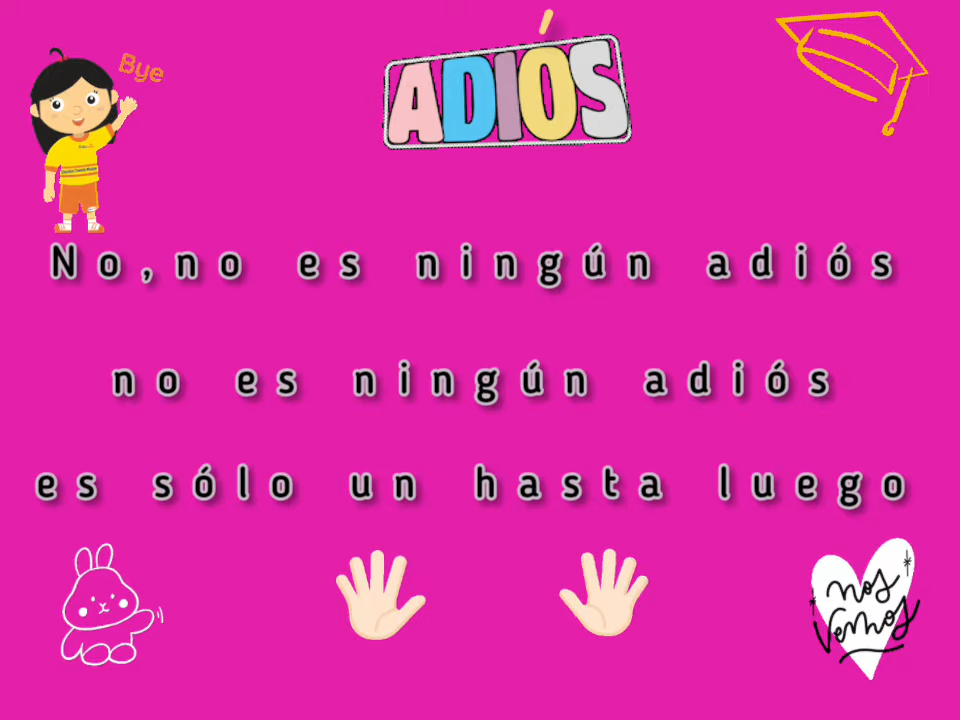 Bye
ADIÓS
No,no es ningún adiós
no es ningún adiós
es sólo un hasta luego
nos
vemos